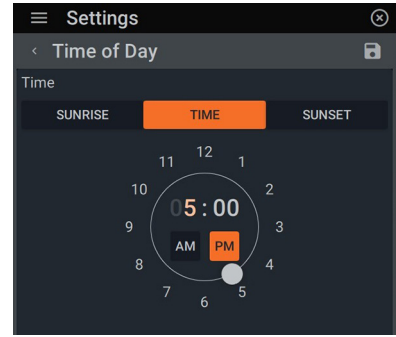 Settings
Time of Day
Time
SUNRISE TIME SUNSET
12
11 1
10 2
05:00
9 3
AM PM
8 4
7 5
6